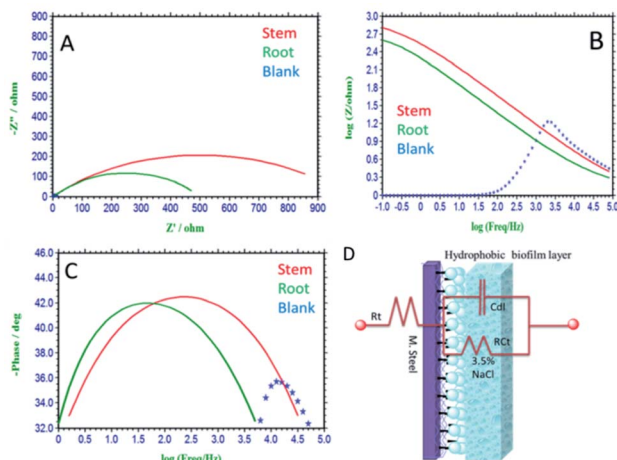 A
Stem
Root
Blank
-Z" / ohm
900
800
700
600
500
400
300
200
100
0
0 100 200 300 400 500 600 700 800 900
Z' / ohm
B
Stem
Root
Blank
log (Z/ohm)
3.0
2.7
2.4
2.1
1.8
1.5
1.2
0.9
0.6
0.3
0
-1.0 -0.5 0 0.5 1.0 1.5 2.0 2.5 3.0 3.5 4.0 4.5 5.0
log (Freq/Hz)
C
Stem
Root
Blank
-Phase / deg
46.0
44.0
42.0
40.0
38.0
36.0
34.0
32.0
0.0 0.5 1.0 1.5 2.0 2.5 3.0 3.5 4.0 4.5 5.0
log (Freq/Hz)
D
Hydrophobic biofilm layer
Rt
Cdl
RCt
3.5%
NaCl
M. Steel